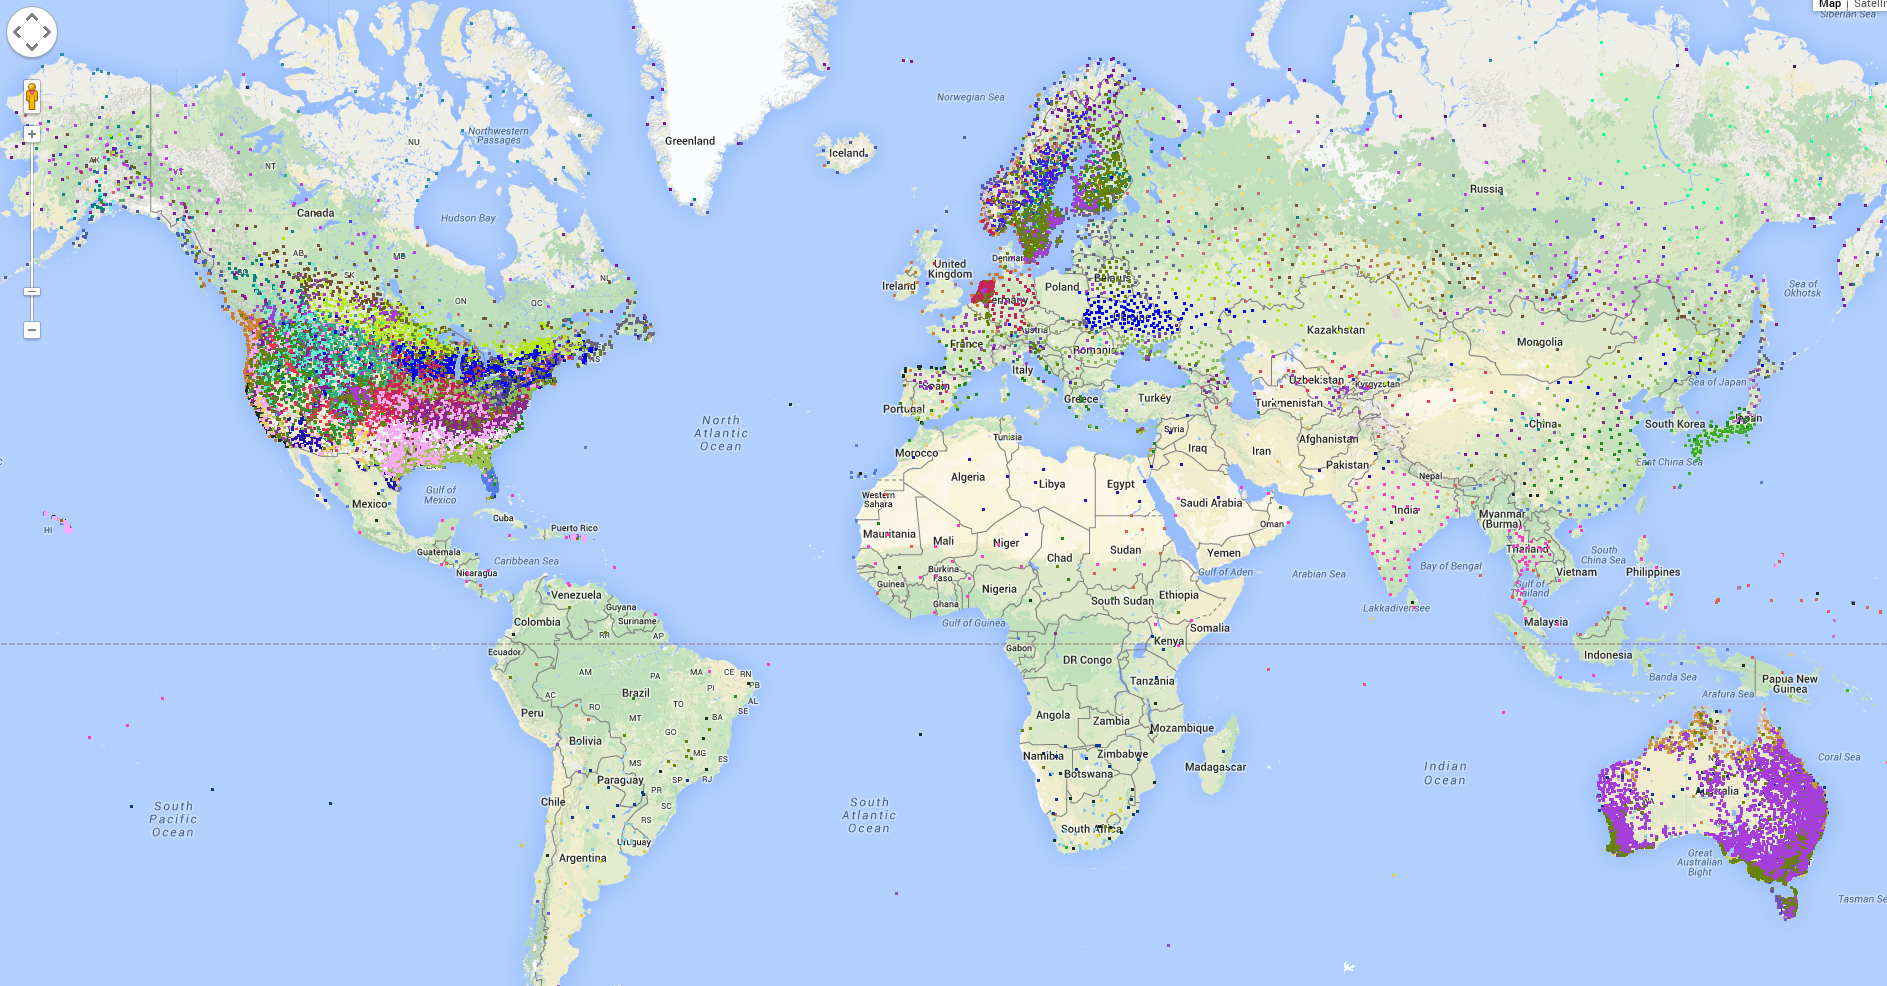 Map
Satelli
Siberian Sea
Norwegian Sea
Northwestern
Passages
NU
Greenland
Iceland
AK
NT
YT
Russia
Canada
Hudson Bay
AB
MB
SK
NL
ON
QC
United
Kingdom
Ireland
Denmark
Belarus
Poland
Germany
Sea of
Okhotsk
Austria
France
Romania
Kazakhstan
Mongolia
Italy
Spain
Portugal
Greece
Turkey
Uzbekistan
Kyrgyzstan
Turkmenistan
Sea of Japan
Japan
South Korea
China
North
Atlantic
Ocean
Tunisia
Syria
Iraq
Iran
Afghanistan
Morocco
Pakistan
East China Sea
Nepal
Algeria
Libya
Egypt
Gulf of
Mexico
Mexico
Western
Sahara
Saudi Arabia
India
Myanmar
(Burma)
Cuba
Puerto Rico
HI
Oman
Mauritania
Mali
Niger
Chad
Sudan
Yemen
Thailand
South
China Sea
Guatemala
Caribbean Sea
Nicaragua
Burkina
Faso
Guinea
Nigeria
Gulf of Aden
Arabian Sea
Bay of Bengal
Vietnam
Philippines
Gulf of
Thailand
Venezuela
Guyana
Suriname
Colombia
Ghana
South Sudan
Ethiopia
Gulf of Guinea
Lakkadivensee
Malaysia
Somalia
RR
AP
Ecuador
Gabon
Kenya
DR Congo
Indonesia
AM
PA
MA
CE
RN
PB
PI
Tanzania
Banda Sea
Papua New
Guinea
Arafura Sea
AC
RO
Brazil
TO
AL
SE
BA
Peru
MT
Angola
Zambia
Mozambique
Bolivia
GO
MG
ES
MS
Namibia
Zimbabwe
Botswana
Madagascar
Indian
Ocean
Coral Sea
Paraguay
SP
RJ
PR
SC
RS
Chile
Australia
WA
South
Pacific
Ocean
South
Atlantic
Ocean
South Africa
Uruguay
Argentina
Great
Australian
Bight
Tasman Se